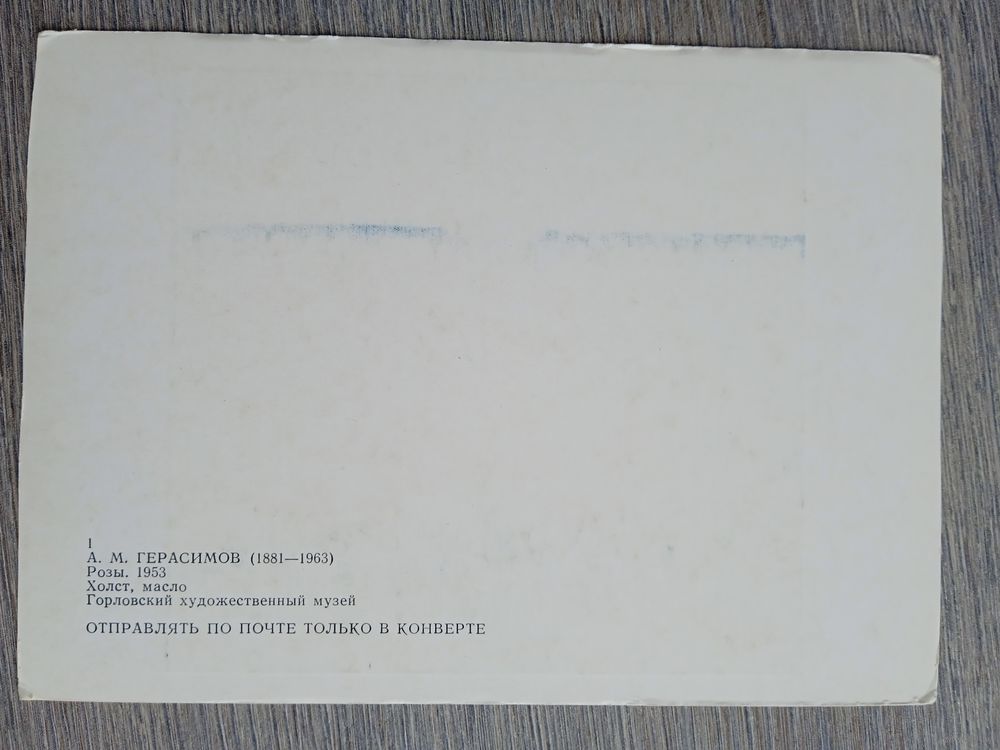 1
А. М. ГЕРАСИМОВ (1881—1963)
Розы. 1953
Холст, масло
Горловский художественный музей
ОТПРАВЛЯТЬ ПО ПОЧТЕ ТОЛЬКО В КОНВЕРТЕ